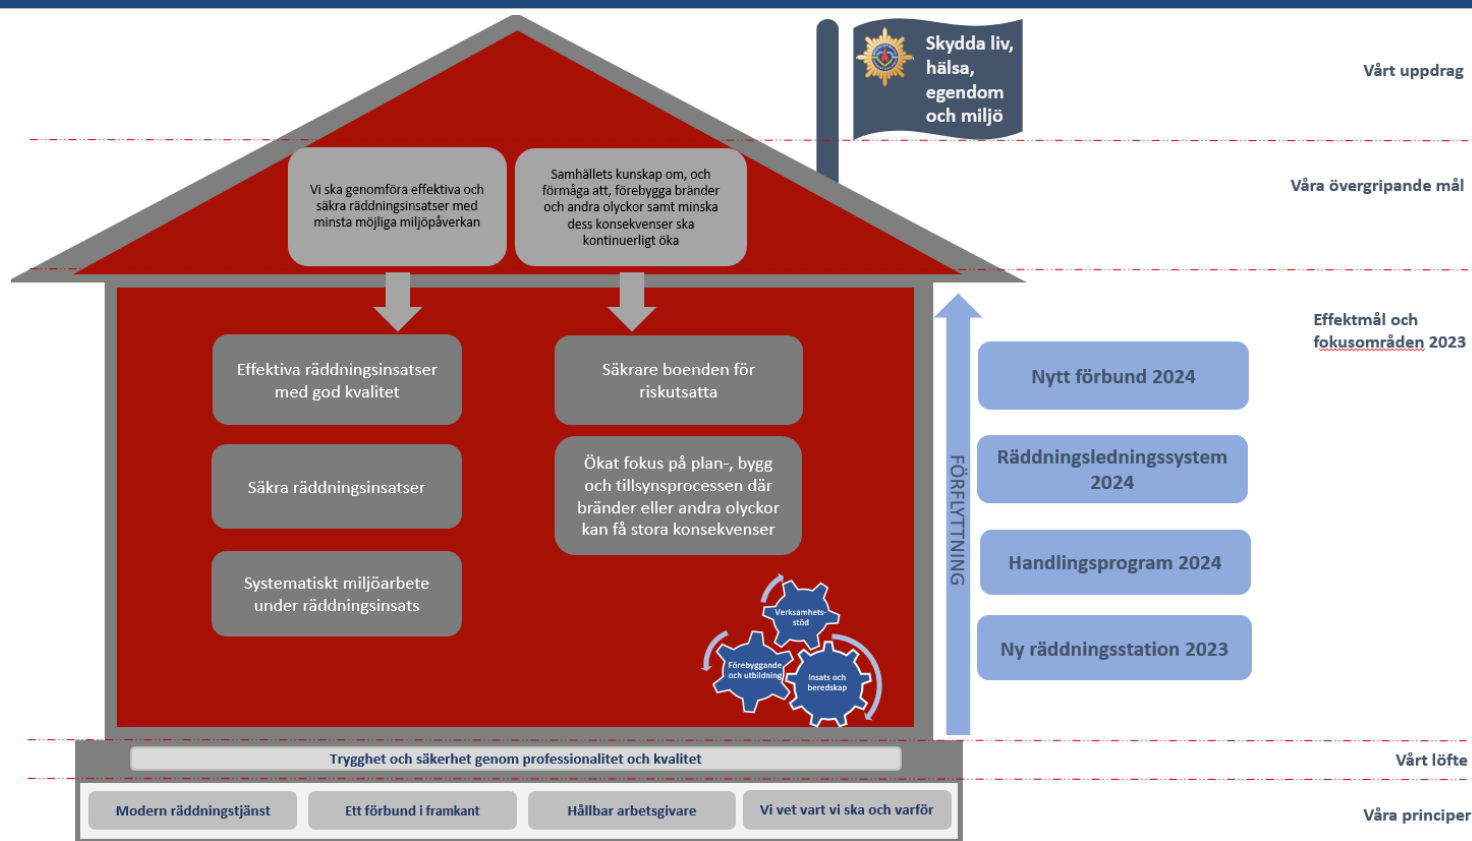 Skydda liv,
hälsa,
egendom
och miljö
Vårt uppdrag
Vi ska genomföra effektiva och
säkra räddningsinsatser med
minsta möjliga miljöpåverkan
Samhällets kunskap om, och
förmåga att, förebygga bränder
och andra olyckor samt minska
dess konsekvenser ska
kontinuerligt öka
Våra övergripande mål
Effektiva räddningsinsatser
med god kvalitet
Säkra räddningsinsatser
Systematiskt miljöarbete
under räddningsinsats
Säkrare boenden för
riskutsatta
Ökat fokus på plan-, bygg
och tillsynsprocessen där
bränder eller andra olyckor
kan få stora konsekvenser
Verksamhets-
stöd
Förebyggande
och utbildning
Insats och
beredskap
FÖRFLYTTNING
Nytt förbund 2024
Räddningsledningssystem
2024
Handlingsprogram 2024
Ny räddningsstation 2023
Effektmål och
fokusområden 2023
Trygghet och säkerhet genom professionalitet och kvalitet
Vårt löfte
Modern räddningstjänst
Ett förbund i framkant
Hållbar arbetsgivare
Vi vet vart vi ska och varför
Våra principer